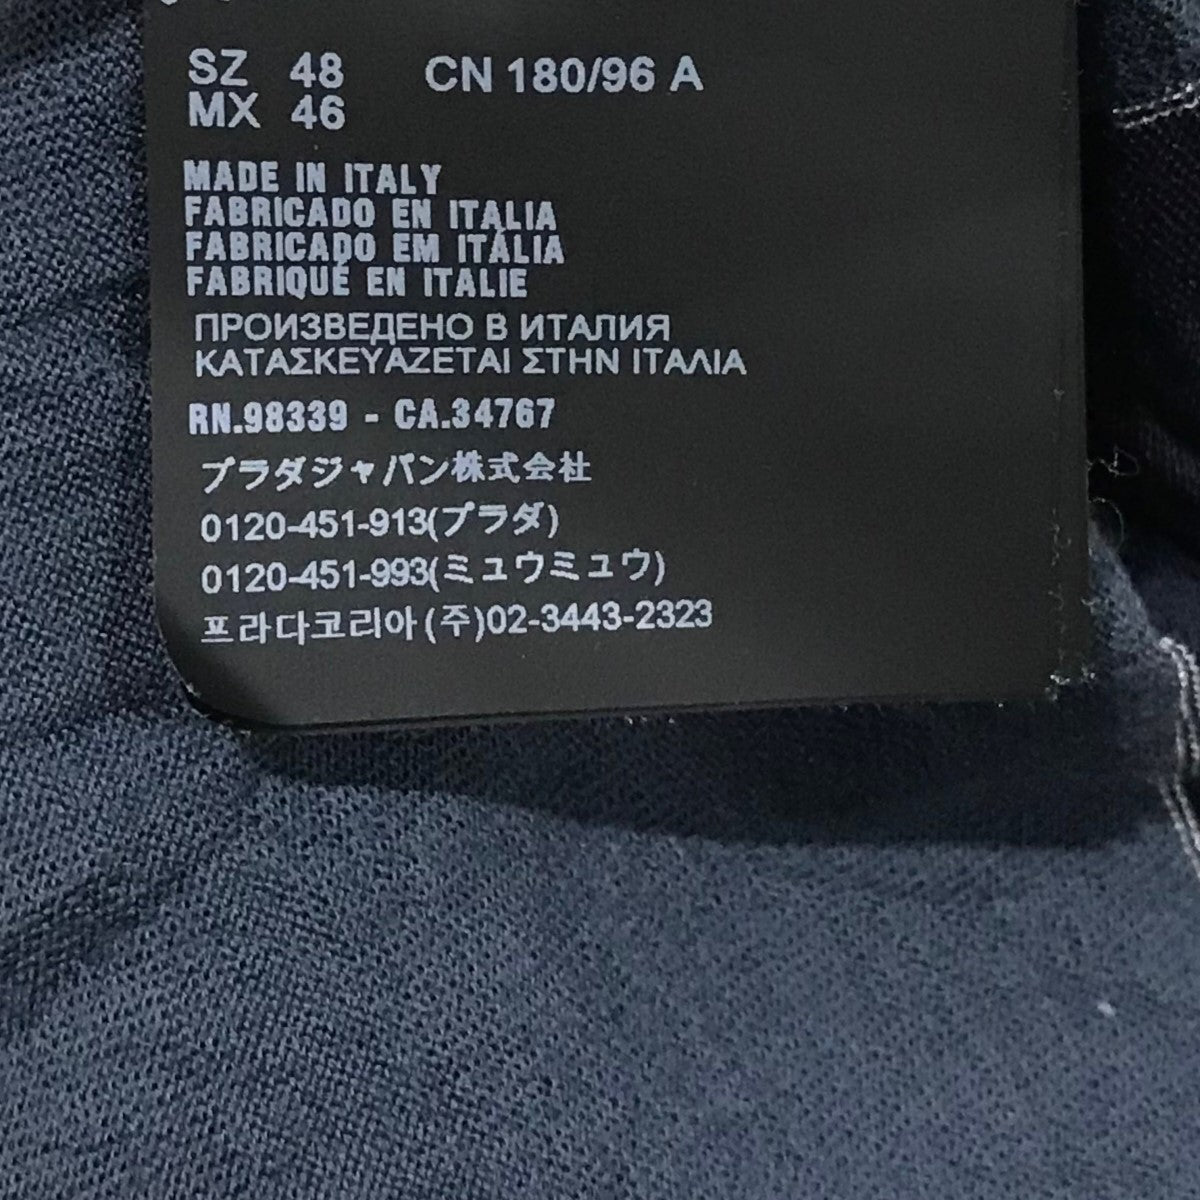 SZ 48 CN 180/96 A
MX 46
MADE IN ITALY
FABRICADO EN ITALIA
FABRICADO EM ITÁLIA
FABRIQUÉ EN ITALIE
ПРОИЗВЕДЕНО В ИТАЛИЯ
ΚΑΤΑΣΚΕΥΑΖΕΤΑΙ ΣΤΗΝ ΙΤΑΛΙΑ
RN.98339 - CA.34767
プラダジャパン株式会社
0120-451-913(プラダ)
0120-451-993(ミュウミュウ)
프라다코리아(주)02-3443-2323